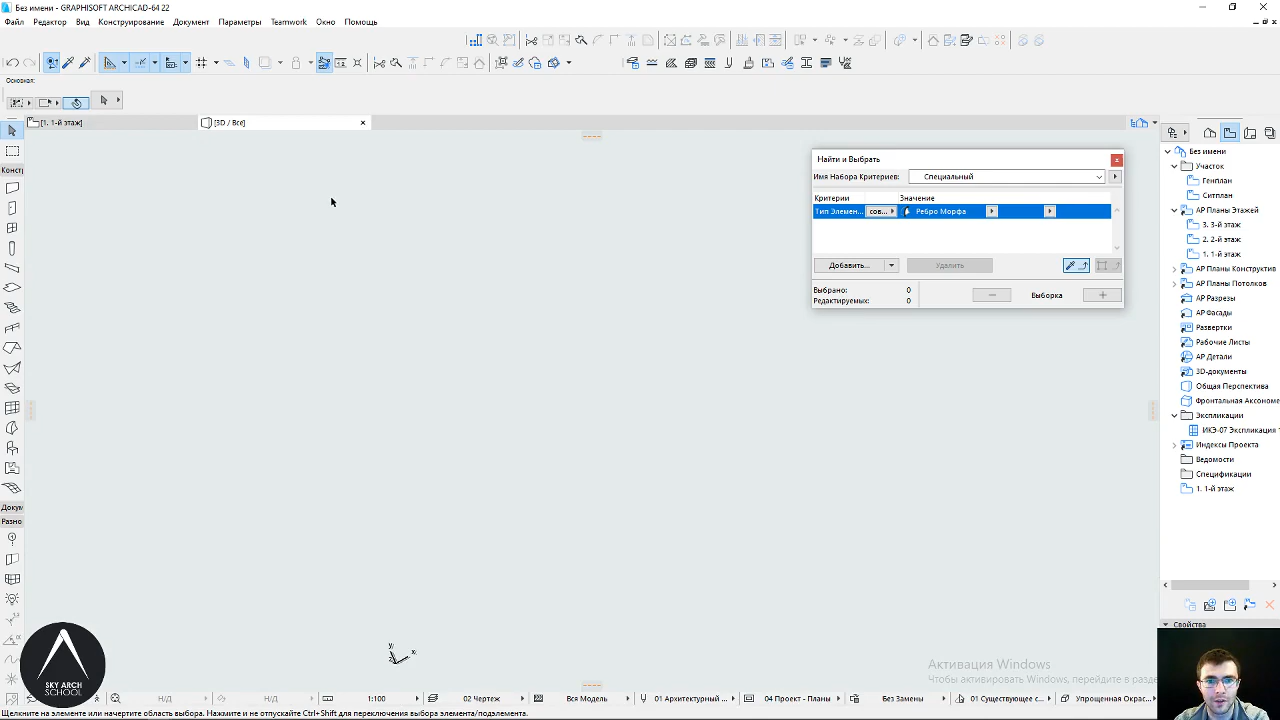 Без имени - GRAPHISOFT ARCHICAD-64 22
Файл Редактор Вид Конструирование Документ Параметры Teamwork Окно Помощь
Основная:
[1. 1-й этаж]
[3D / Все]
Констр
Докум
Разно
Найти и Выбрать
Имя Набора Критериев: Специальный
Критерии Значение
Тип Элемен... сов... Ребро Морфа
Добавить... Удалить
Выбрано: 0
Редактируемых: 0
Выборка
Без имени
Участок
Генплан
Ситплан
АР Планы Этажей
3. 3-й этаж
2. 2-й этаж
1. 1-й этаж
АР Планы Конструктив
АР Планы Потолков
АР Разрезы
АР Фасады
Развертки
Рабочие Листы
АР Детали
3D-документы
Общая Перспектива
Фронтальная Аксономе
Экспликации
ИКЭ-07 Экспликация
Индексы Проекта
Ведомости
Спецификации
1. 1-й этаж
Свойства
y
x
z
SKY ARCH
SCHOOL
Активация Windows
Чтобы активировать Windows, перейдите в разде
Н/Д Н/Д 1:100 02 Чертеж Вся Модель 01 Архитектурный ... 04 Проект - Планы Без Замены 01 Существующее с... Упрощенная Окрас...
Щелкните на элементе или начертите область выбора. Нажмите и не отпускайте Ctrl+Shift для переключения выбора элемента/подэлемента.